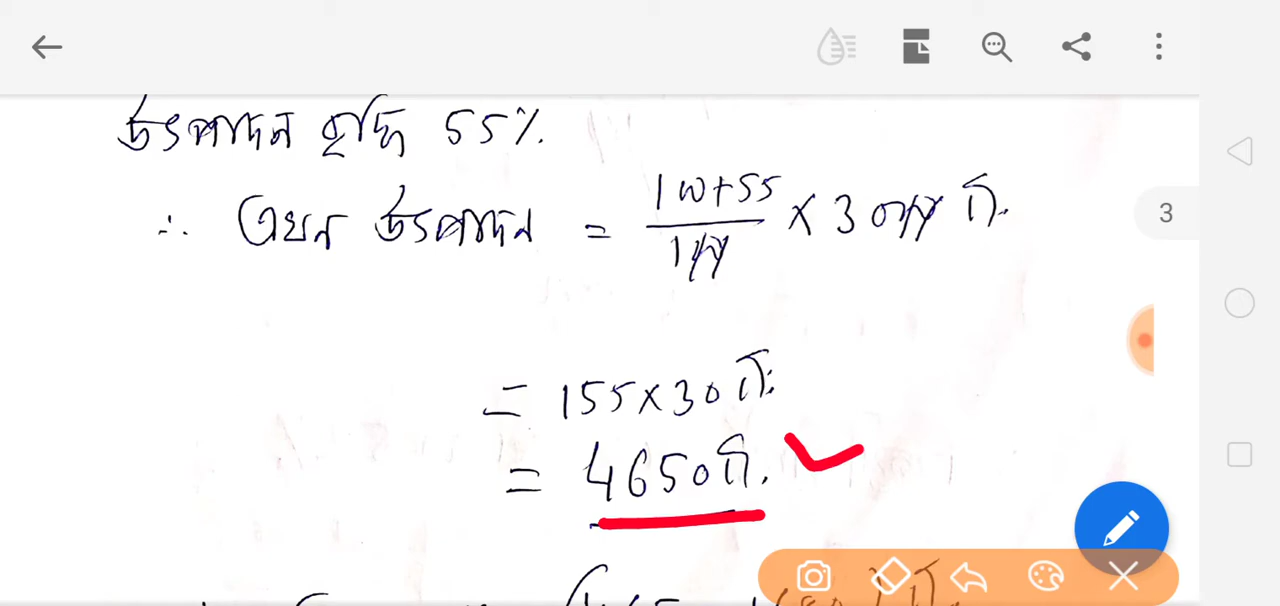 উৎপাদন বৃদ্ধি 55%.
∴ এখন উৎপাদন = 100+55/100 × 3000 লি.
3
= 155×30 লি.
= 4650 লি.